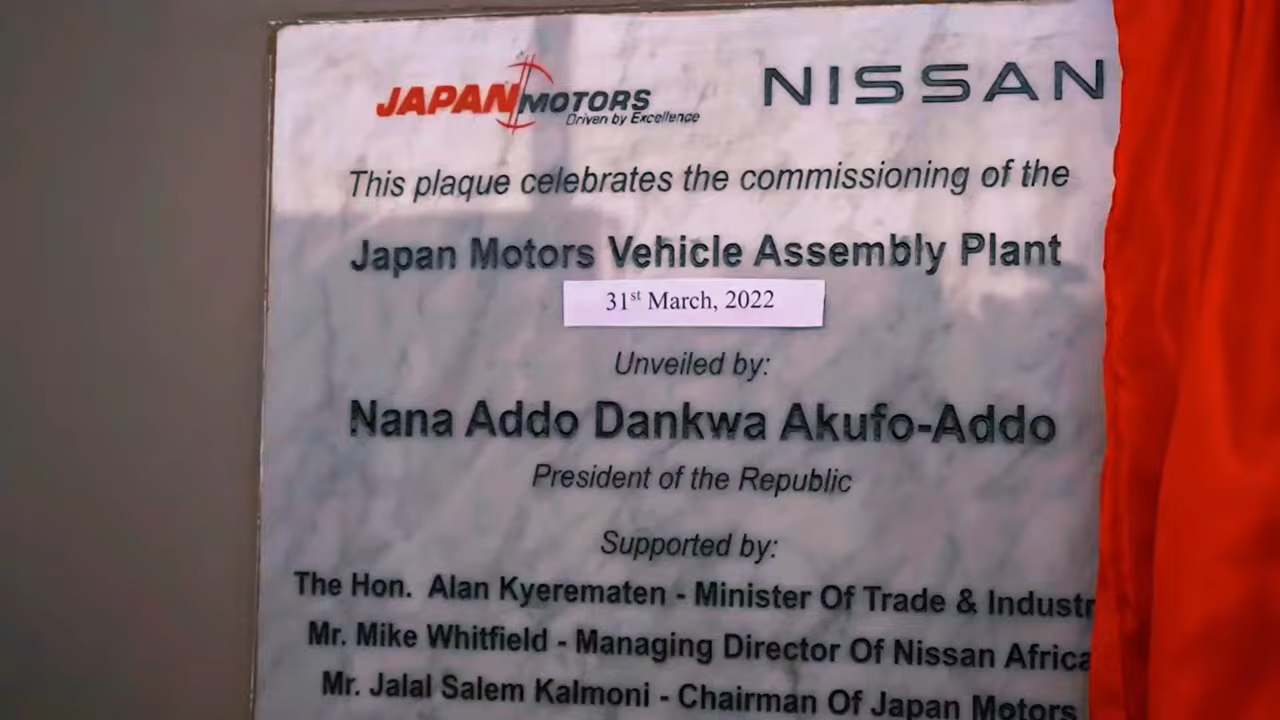 JAPAN MOTORS
Driven by Excellence
NISSAN
This plaque celebrates the commissioning of the
Japan Motors Vehicle Assembly Plant
31st March, 2022
Unveiled by:
Nana Addo Dankwa Akufo-Addo
President of the Republic
Supported by:
The Hon. Alan Kyerematen - Minister Of Trade & Industr
Mr. Mike Whitfield - Managing Director Of Nissan Africa
Mr. Jalal Salem Kalmoni - Chairman Of Japan Motors